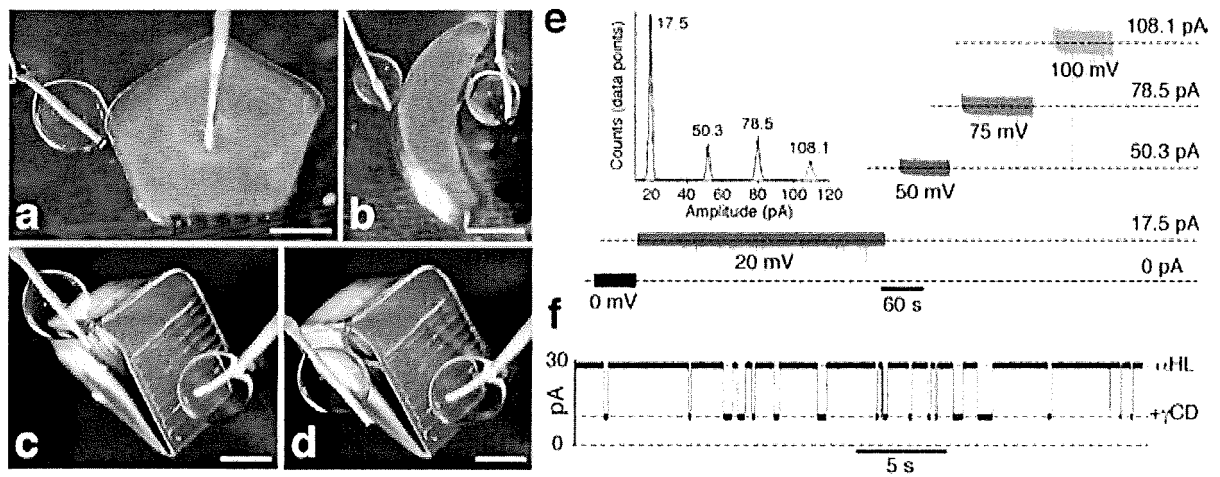 a
b
c
d
e
Counts (data points)
17.5
50.3
78.5
108.1
20 40 60 80 100 120
Amplitude (pA)
108.1 pA
100 mV
78.5 pA
75 mV
50.3 pA
50 mV
17.5 pA
20 mV
0 pA
0 mV
60 s
f
30
pA
0
αHL
+γCD
5 s